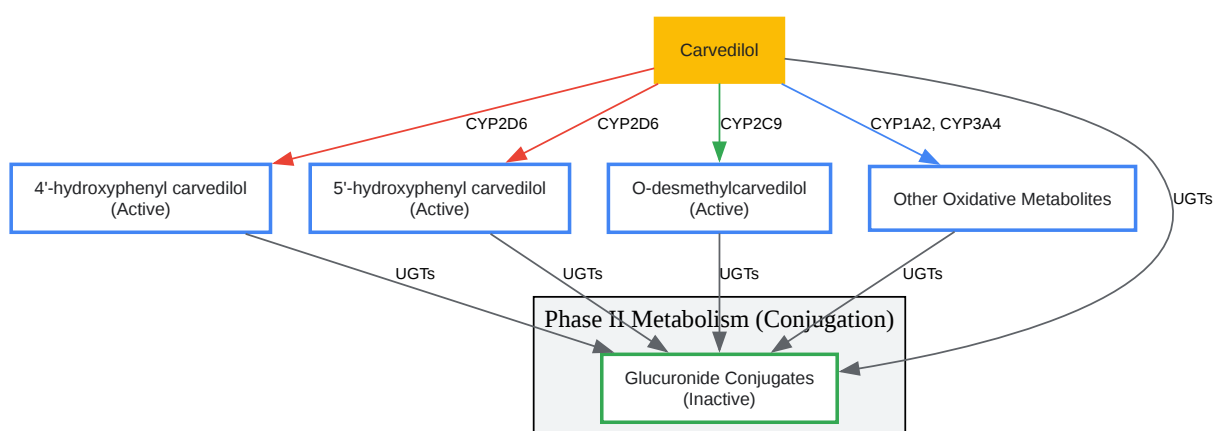 Carvedilol
CYP2D6
CYP2D6
CYP2C9
CYP1A2, CYP3A4
4'-hydroxyphenyl carvedilol
(Active)
5'-hydroxyphenyl carvedilol
(Active)
O-desmethylcarvedilol
(Active)
Other Oxidative Metabolites
UGTs
UGTs
UGTs
UGTs
UGTs
Phase II Metabolism (Conjugation)
Glucuronide Conjugates
(Inactive)